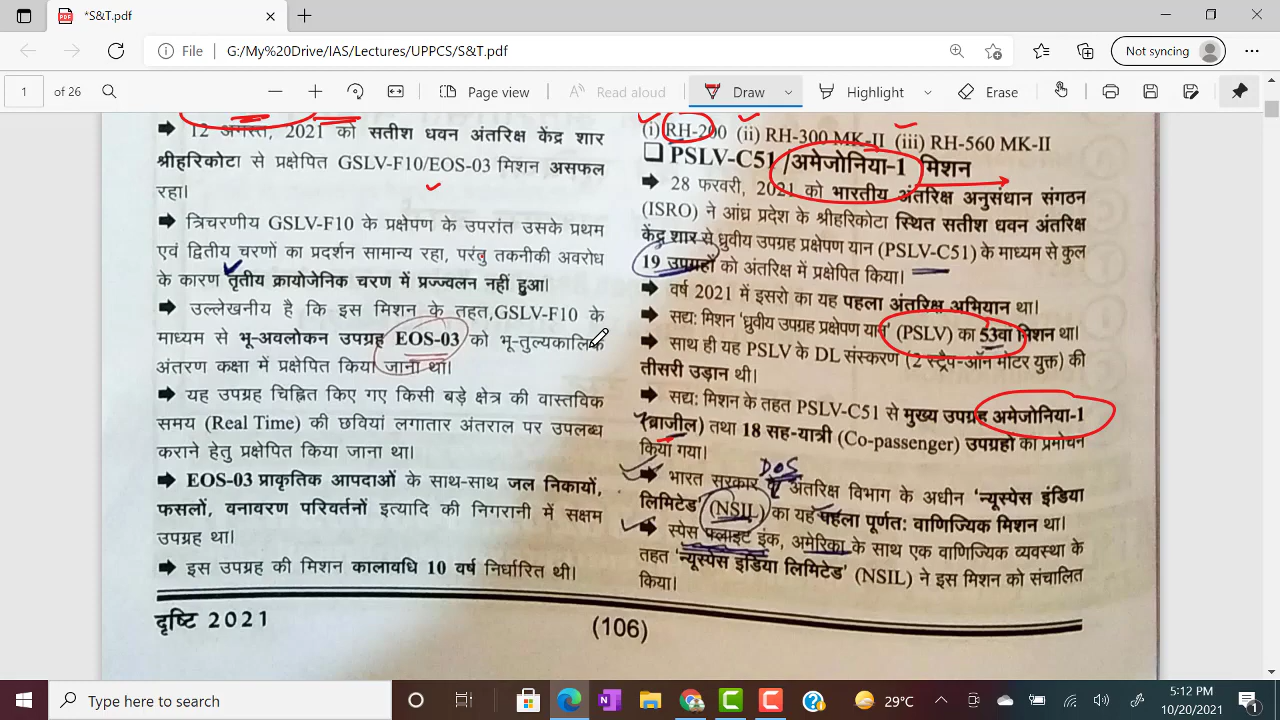 *S&T.pdf
File
G:/My%20Drive/IAS/Lectures/UPPCS/S&T.pdf
Not syncing
1 of 26
Page view
Read aloud
Draw
Highlight
Erase
➡ 12 अगस्त, 2021 को सतीश धवन अंतरिक्ष केंद्र शार
श्रीहरिकोटा से प्रक्षेपित GSLV-F10/EOS-03 मिशन असफल
रहा।
➡ त्रिचरणीय GSLV-F10 के प्रक्षेपण के उपरांत उसके प्रथम
एवं द्वितीय चरणों का प्रदर्शन सामान्य रहा, परंतु तकनीकी अवरोध
के कारण तृतीय क्रायोजेनिक चरण में प्रज्ज्वलन नहीं हुआ।
➡ उल्लेखनीय है कि इस मिशन के तहत,GSLV-F10 के
माध्यम से भू-अवलोकन उपग्रह EOS-03 को भू-तुल्यकालिक
अंतरण कक्षा में प्रक्षेपित किया जाना था।
➡ यह उपग्रह चिह्नित किए गए किसी बड़े क्षेत्र की वास्तविक
समय (Real Time) की छवियां लगातार अंतराल पर उपलब्ध
कराने हेतु प्रक्षेपित किया जाना था।
➡ EOS-03 प्राकृतिक आपदाओं के साथ-साथ जल निकायों,
फसलों, वनावरण परिवर्तनों इत्यादि की निगरानी में सक्षम
उपग्रह था।
➡ इस उपग्रह की मिशन कालावधि 10 वर्ष निर्धारित थी।
(i) RH-200 (ii) RH-300 MK-II (iii) RH-560 MK-II
❑ PSLV-C51/अमेजोनिया-1 मिशन
➡ 28 फरवरी, 2021 को भारतीय अंतरिक्ष अनुसंधान संगठन
(ISRO) ने आंध्र प्रदेश के श्रीहरिकोटा स्थित सतीश धवन अंतरिक्ष
केंद्र शार से ध्रुवीय उपग्रह प्रक्षेपण यान (PSLV-C51) के माध्यम से कुल
19 उपग्रहों को अंतरिक्ष में प्रक्षेपित किया।
➡ वर्ष 2021 में इसरो का यह पहला अंतरिक्ष अभियान था।
➡ सद्य: मिशन 'ध्रुवीय उपग्रह प्रक्षेपण यान' (PSLV) का 53वां मिशन था।
➡ साथ ही यह PSLV के DL संस्करण (2 स्ट्रैप-ऑन मोटर युक्त) की
तीसरी उड़ान थी।
➡ सद्य: मिशन के तहत PSLV-C51 से मुख्य उपग्रह अमेजोनिया-1
(ब्राजील) तथा 18 सह-यात्री (Co-passenger) उपग्रहों का प्रमोचन
किया गया।
DOS
➡ भारत सरकार के अंतरिक्ष विभाग के अधीन 'न्यूस्पेस इंडिया
लिमिटेड' (NSIL) का यह पहला पूर्णत: वाणिज्यिक मिशन था।
➡ स्पेस फ्लाइट इंक, अमेरिका के साथ एक वाणिज्यिक व्यवस्था के
तहत 'न्यूस्पेस इंडिया लिमिटेड' (NSIL) ने इस मिशन को संचालित
किया।
दृष्टि 2021
(106)
Type here to search
29°C
5:12 PM
10/20/2021